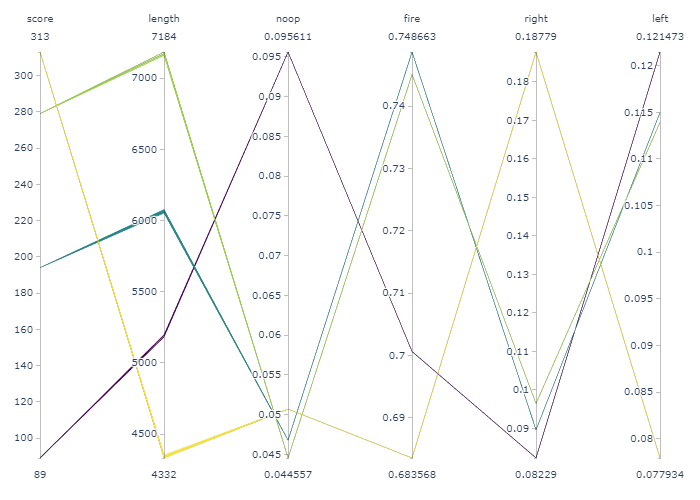 score length noop fire right left
313 7184 0.095611 0.748663 0.18779 0.121473
300 280 260 240 220 200 180 160 140 120 100
7000 6500 6000 5500 5000 4500
0.095 0.09 0.085 0.08 0.075 0.07 0.065 0.06 0.055 0.05 0.045
0.74 0.73 0.72 0.71 0.7 0.69
0.18 0.17 0.16 0.15 0.14 0.13 0.12 0.11 0.1 0.09
0.12 0.115 0.11 0.105 0.1 0.095 0.09 0.085 0.08
89 4332 0.044557 0.683568 0.08229 0.077934